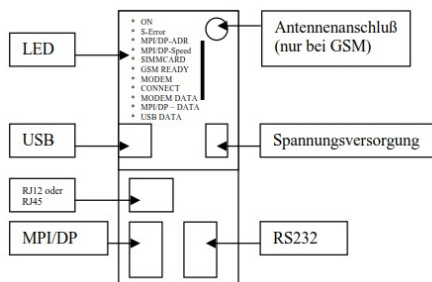 LED
* ON
* S-Error
* MPI/DP-ADR
* MPI/DP-Speed
* SIMMCARD
* GSM READY
* MODEM
* CONNECT
* MODEM DATA
* MPI/DP – DATA
* USB DATA
Antennenanschluß
(nur bei GSM)
USB
Spannungsversorgung
RJ12 oder
RJ45
MPI/DP
RS232